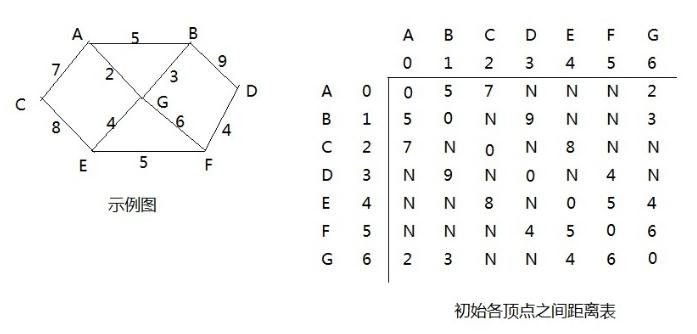 A 5 B
7 2 3 9
C G D
8 4 6 4
E 5 F
示例图
A B C D E F G
0 1 2 3 4 5 6
A 0 0 5 7 N N N 2
B 1 5 0 N 9 N N 3
C 2 7 N 0 N 8 N N
D 3 N 9 N 0 N 4 N
E 4 N N 8 N 0 5 4
F 5 N N N 4 5 0 6
G 6 2 3 N N 4 6 0
初始各顶点之间距离表